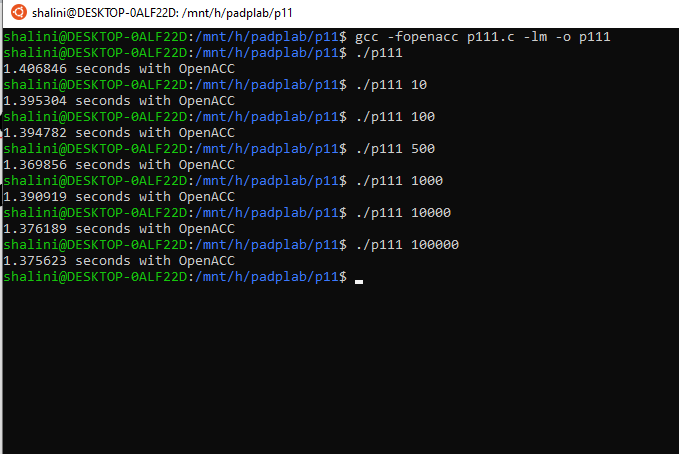 shalini@DESKTOP-0ALF22D: /mnt/h/padplab/p11
shalini@DESKTOP-0ALF22D:/mnt/h/padplab/p11$ gcc -fopenacc p111.c -lm -o p111
shalini@DESKTOP-0ALF22D:/mnt/h/padplab/p11$ ./p111
1.406846 seconds with OpenACC
shalini@DESKTOP-0ALF22D:/mnt/h/padplab/p11$ ./p111 10
1.395304 seconds with OpenACC
shalini@DESKTOP-0ALF22D:/mnt/h/padplab/p11$ ./p111 100
1.394782 seconds with OpenACC
shalini@DESKTOP-0ALF22D:/mnt/h/padplab/p11$ ./p111 500
1.369856 seconds with OpenACC
shalini@DESKTOP-0ALF22D:/mnt/h/padplab/p11$ ./p111 1000
1.390919 seconds with OpenACC
shalini@DESKTOP-0ALF22D:/mnt/h/padplab/p11$ ./p111 10000
1.376189 seconds with OpenACC
shalini@DESKTOP-0ALF22D:/mnt/h/padplab/p11$ ./p111 100000
1.375623 seconds with OpenACC
shalini@DESKTOP-0ALF22D:/mnt/h/padplab/p11$